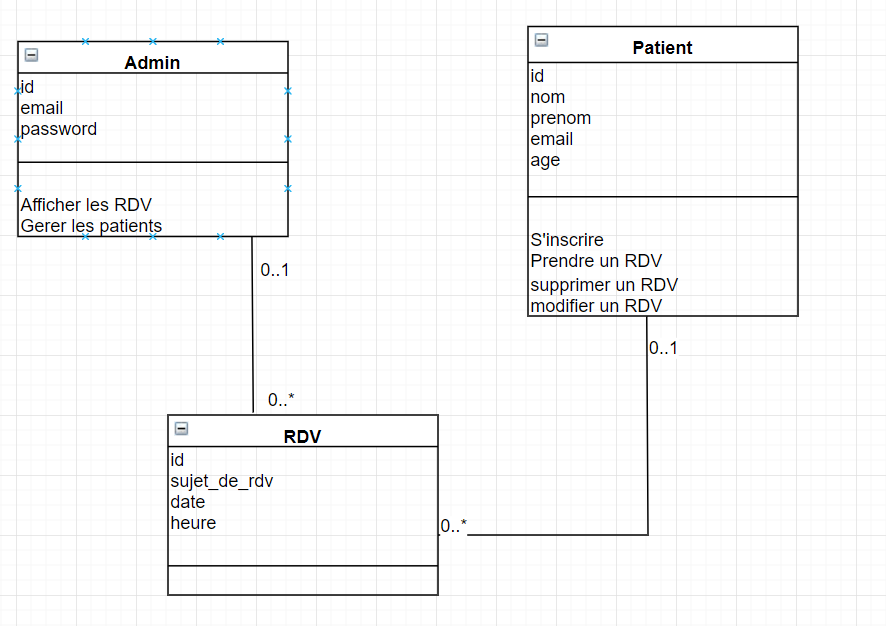 Admin
id
email
password
Afficher les RDV
Gerer les patients
0..1
0..*
Patient
id
nom
prenom
email
age
S'inscrire
Prendre un RDV
supprimer un RDV
modifier un RDV
0..1
0..*
RDV
id
sujet_de_rdv
date
heure